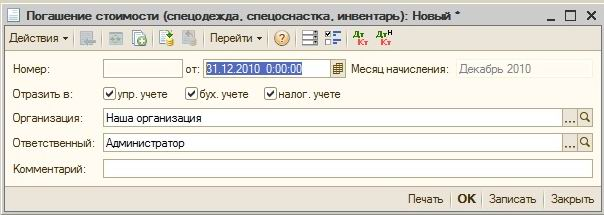 Погашение стоимости (спецодежда, спецоснастка, инвентарь): Новый *
Действия Перейти ? Дт Кт Дт Н Кт
Номер: от: 31.12.2010 0:00:00 Месяц начисления: Декабрь 2010
Отразить в: упр. учете бух. учете налог. учете
Организация: Наша организация ...
Ответственный: Администратор ...
Комментарий:
Печать OK Записать Закрыть